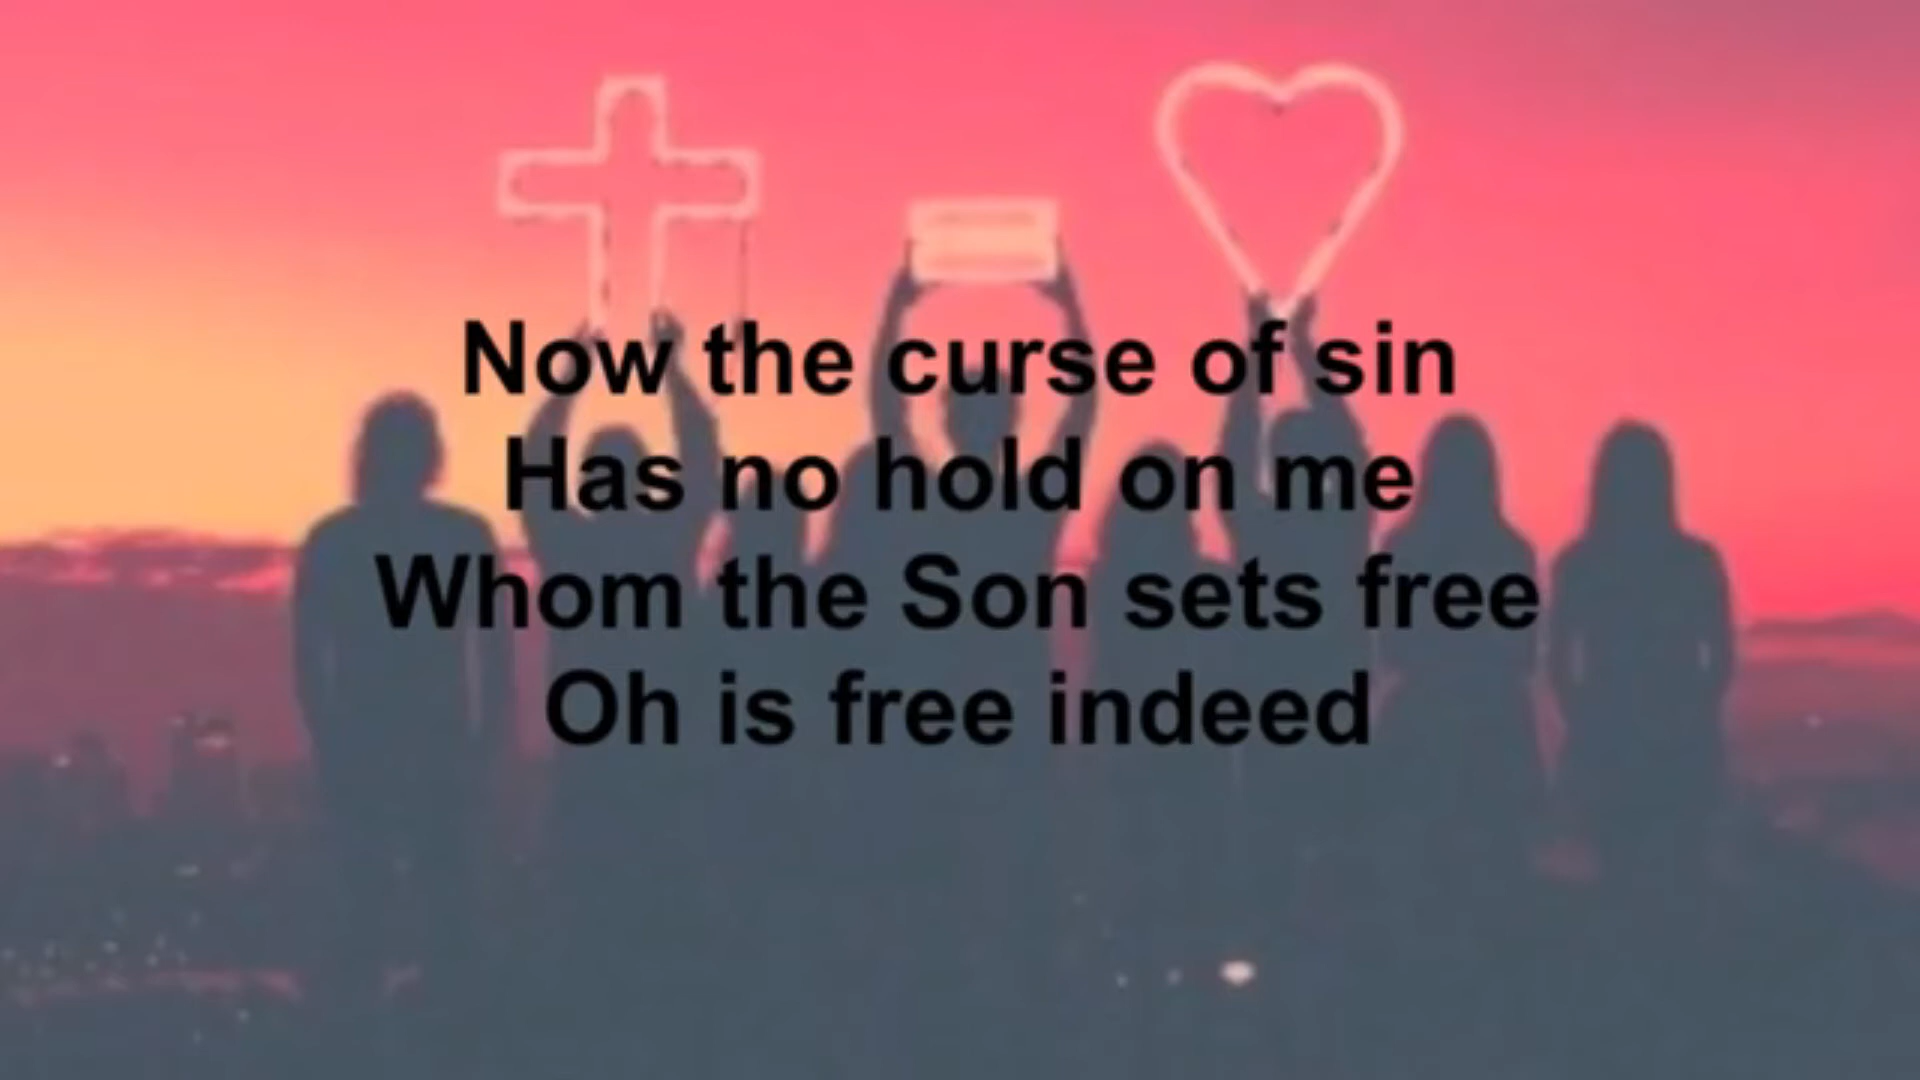 Now the curse of sin
Has no hold on me
Whom the Son sets free
Oh is free indeed